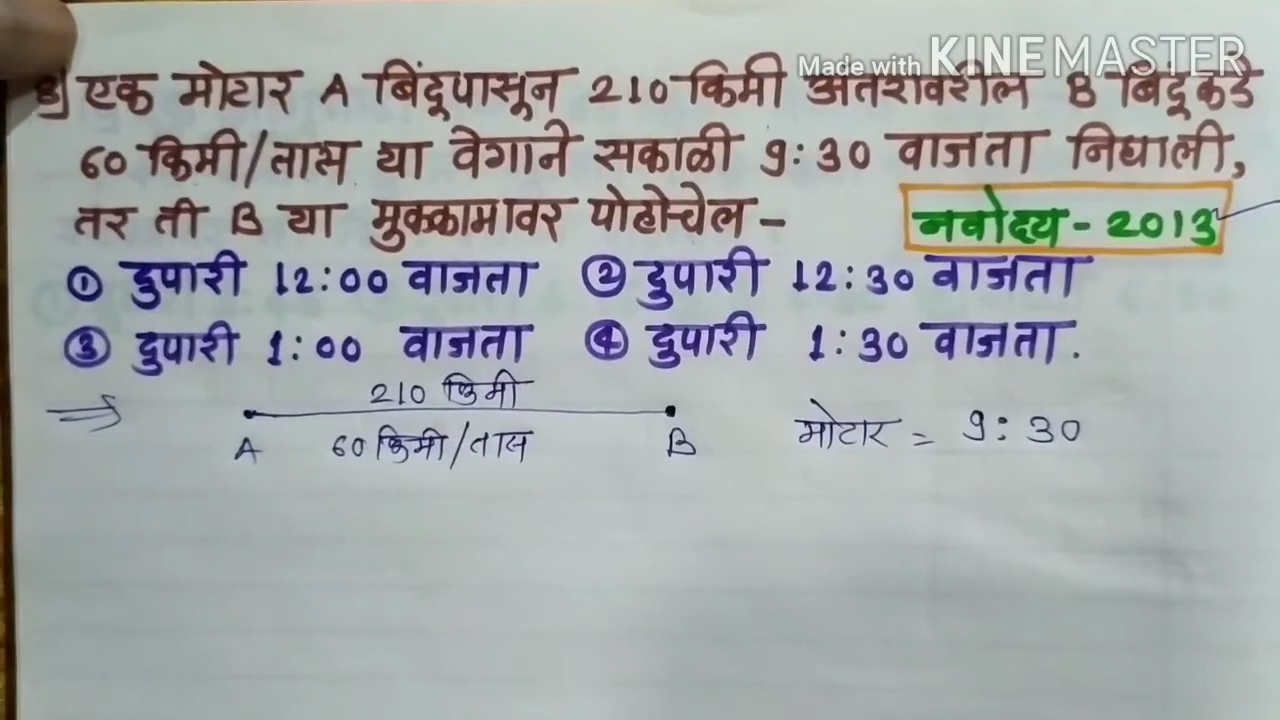 Made with KINEMASTER
३) एक मोटार A बिंदूपासून 210 किमी अंतरावरील B बिंदूकडे
60 किमी/तास या वेगाने सकाळी 9:30 वाजता निघाली,
तर ती B या मुक्कामावर पोहोचेल -
नवोदय - 2013
① दुपारी 12:00 वाजता ② दुपारी 12:30 वाजता
③ दुपारी 1:00 वाजता ④ दुपारी 1:30 वाजता.
⇒ 210 किमी
A 60 किमी/तास B मोटार = 9:30